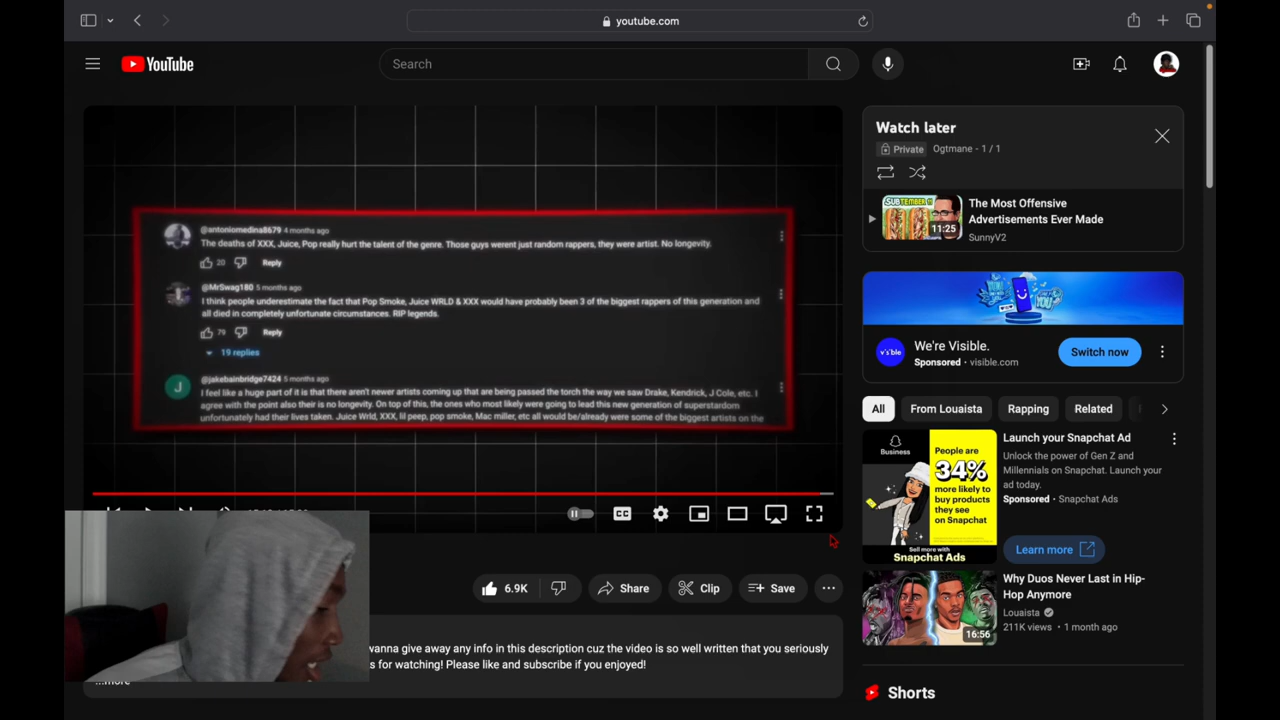 youtube.com
YouTube
Search
@antoniomedina8679 4 months ago
The deaths of XXX, Juice, Pop really hurt the talent of the genre. Those guys werent just random rappers, they were artist. No longevity.
20
Reply
@MrSwag180 5 months ago
I think people underestimate the fact that Pop Smoke, Juice WRLD & XXX would have probably been 3 of the biggest rappers of this generation and
all died in completely unfortunate circumstances. RIP legends.
79
Reply
19 replies
J
@jakebainbridge7424 5 months ago
I feel like a huge part of it is that there aren't newer artists coming up that are being passed the torch the way we saw Drake, Kendrick, J Cole, etc. I
agree with the point also their is no longevity. On top of this, the ones who most likely were going to lead this new generation of superstardom
unfortunately had their lives taken. Juice Wrld, XXX, lil peep, pop smoke, Mac miller, etc all would be/already were some of the biggest artists on the
CC
6.9K
Share
Clip
Save
wanna give away any info in this description cuz the video is so well written that you seriously
s for watching! Please like and subscribe if you enjoyed!
...more
Watch later
Private
Ogtmane - 1 / 1
SUBTEMBER
11:25
The Most Offensive
Advertisements Ever Made
SunnyV2
v's'ble
We're Visible.
Sponsored • visible.com
Switch now
All
From Louaista
Rapping
Related
Business
People are
34%
more likely to
buy products
they see
on Snapchat
Sell more with
Snapchat Ads
Launch your Snapchat Ad
Unlock the power of Gen Z and
Millennials on Snapchat. Launch your
ad today.
Sponsored • Snapchat Ads
Learn more
16:56
Why Duos Never Last in Hip-
Hop Anymore
Louaista
211K views • 1 month ago
Shorts